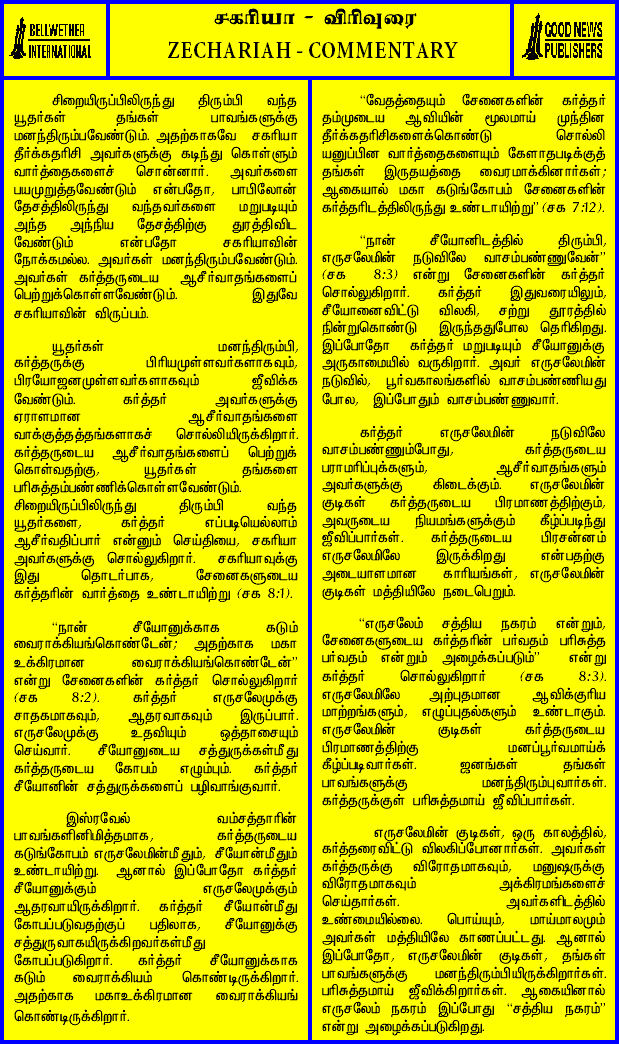 சகரியா - விரிவுரை
BELLWETHER
INTERNATIONAL
ZECHARIAH - COMMENTARY
GOOD NEWS
PUBLISHERS
சிறையிருப்பிலிருந்து திரும்பி வந்த
யூதர்கள் தங்கள் பாவங்களுக்கு
மனந்திரும்பவேண்டும். அதற்காகவே சகரியா
தீர்க்கதரிசி அவர்களுக்கு கடிந்து கொள்ளும்
வார்த்தைகளைச் சொன்னார். அவர்களை
பயமுறுத்தவேண்டும் என்பதோ, பாபிலோன்
தேசத்திலிருந்து வந்தவர்களை மறுபடியும்
அந்த அந்நிய தேசத்திற்கு துரத்திவிட
வேண்டும் என்பதோ சகரியாவின்
நோக்கமல்ல. அவர்கள் மனந்திரும்பவேண்டும்.
அவர்கள் கர்த்தருடைய ஆசீர்வாதங்களைப்
பெற்றுக்கொள்ளவேண்டும். இதுவே
சகரியாவின் விருப்பம்.
யூதர்கள் மனந்திரும்பி,
கர்த்தருக்கு பிரியமுள்ளவர்களாகவும்,
பிரயோஜனமுள்ளவர்களாகவும் ஜீவிக்க
வேண்டும். கர்த்தர் அவர்களுக்கு
ஏராளமான ஆசீர்வாதங்களை
வாக்குத்தத்தங்களாகச் சொல்லியிருக்கிறார்.
கர்த்தருடைய ஆசீர்வாதங்களைப் பெற்றுக்
கொள்வதற்கு, யூதர்கள் தங்களை
பரிசுத்தம்பண்ணிக்கொள்ளவேண்டும்.
சிறையிருப்பிலிருந்து திரும்பி வந்த
யூதர்களை, கர்த்தர் எப்படியெல்லாம்
ஆசீர்வதிப்பார் என்னும் செய்தியை, சகரியா
அவர்களுக்கு சொல்லுகிறார். சகரியாவுக்கு
இது தொடர்பாக, சேனைகளுடைய
கர்த்தரின் வார்த்தை உண்டாயிற்று (சக 8:1).
“நான் சீயோனுக்காக கடும்
வைராக்கியங்கொண்டேன்; அதற்காக மகா
உக்கிரமான வைராக்கியங்கொண்டேன்”
என்று சேனைகளின் கர்த்தர் சொல்லுகிறார்
(சக 8:2). கர்த்தர் எருசலேமுக்கு
சாதகமாகவும், ஆதரவாகவும் இருப்பார்.
எருசலேமுக்கு உதவியும் ஒத்தாசையும்
செய்வார். சீயோனுடைய சத்துருக்கள்மீது
கர்த்தருடைய கோபம் எழும்பும். கர்த்தர்
சீயோனின் சத்துருக்களைப் பழிவாங்குவார்.
இஸ்ரவேல் வம்சத்தாரின்
பாவங்களினிமித்தமாக, கர்த்தருடைய
கடுங்கோபம் எருசலேமின்மீதும், சீயோன்மீதும்
உண்டாயிற்று. ஆனால் இப்போதோ கர்த்தர்
சீயோனுக்கும் எருசலேமுக்கும்
ஆதரவாயிருக்கிறார். கர்த்தர் சீயோன்மீது
கோபப்படுவதற்குப் பதிலாக, சீயோனுக்கு
சத்துருவாகயிருக்கிறவர்கள்மீது
கோபப்படுகிறார். கர்த்தர் சீயோனுக்காக
கடும் வைராக்கியம் கொண்டிருக்கிறார்.
அதற்காக மகாஉக்கிரமான வைராக்கியங்
கொண்டிருக்கிறார்.
“வேதத்தையும் சேனைகளின் கர்த்தர்
தம்முடைய ஆவியின் மூலமாய் முந்தின
தீர்க்கதரிசிகளைக்கொண்டு சொல்லி
யனுப்பின வார்த்தைகளையும் கேளாதபடிக்குத்
தங்கள் இருதயத்தை வைரமாக்கினார்கள்;
ஆகையால் மகா கடுங்கோபம் சேனைகளின்
கர்த்தரிடத்திலிருந்து உண்டாயிற்று” (சக 7:12).
“நான் சீயோனிடத்தில் திரும்பி,
எருசலேமின் நடுவிலே வாசம்பண்ணுவேன்”
(சக 8:3) என்று சேனைகளின் கர்த்தர்
சொல்லுகிறார். கர்த்தர் இதுவரையிலும்,
சீயோனைவிட்டு விலகி, சற்று தூரத்தில்
நின்றுகொண்டு இருந்ததுபோல தெரிகிறது.
இப்போதோ கர்த்தர் மறுபடியும் சீயோனுக்கு
அருகாமையில் வருகிறார். அவர் எருசலேமின்
நடுவில், பூர்வகாலங்களில் வாசம்பண்ணியது
போல, இப்போதும் வாசம்பண்ணுவார்.
கர்த்தர் எருசலேமின் நடுவிலே
வாசம்பண்ணும்போது, கர்த்தருடைய
பராமரிப்புக்களும், ஆசீர்வாதங்களும்
அவர்களுக்கு கிடைக்கும். எருசலேமின்
குடிகள் கர்த்தருடைய பிரமாணத்திற்கும்,
அவருடைய நியமங்களுக்கும் கீழ்ப்படிந்து
ஜீவிப்பார்கள். கர்த்தருடைய பிரசன்னம்
எருசலேமிலே இருக்கிறது என்பதற்கு
அடையாளமான காரியங்கள், எருசலேமின்
குடிகள் மத்தியிலே நடைபெறும்.
“எருசலேம் சத்திய நகரம் என்றும்,
சேனைகளுடைய கர்த்தரின் பர்வதம் பரிசுத்த
பர்வதம் என்றும் அழைக்கப்படும்” என்று
கர்த்தர் சொல்லுகிறார் (சக 8:3).
எருசலேமிலே அற்புதமான ஆவிக்குரிய
மாற்றங்களும், எழுப்புதல்களும் உண்டாகும்.
எருசலேமின் குடிகள் கர்த்தருடைய
பிரமாணத்திற்கு மனப்பூர்வமாய்க்
கீழ்ப்படிவார்கள். ஜனங்கள் தங்கள்
பாவங்களுக்கு மனந்திரும்புவார்கள்.
கர்த்தருக்குள் பரிசுத்தமாய் ஜீவிப்பார்கள்.
எருசலேமின் குடிகள், ஒரு காலத்தில்,
கர்த்தரைவிட்டு விலகிப்போனார்கள். அவர்கள்
கர்த்தருக்கு விரோதமாகவும், மனுஷருக்கு
விரோதமாகவும் அக்கிரமங்களைச்
செய்தார்கள். அவர்களிடத்தில்
உண்மையில்லை. பொய்யும், மாய்மாலமும்
அவர்கள் மத்தியிலே காணப்பட்டது. ஆனால்
இப்போதோ, எருசலேமின் குடிகள், தங்கள்
பாவங்களுக்கு மனந்திரும்பியிருக்கிறார்கள்.
பரிசுத்தமாய் ஜீவிக்கிறார்கள். ஆகையினால்
எருசலேம் நகரம் இப்போது “சத்திய நகரம்”
என்று அழைக்கப்படுகிறது.